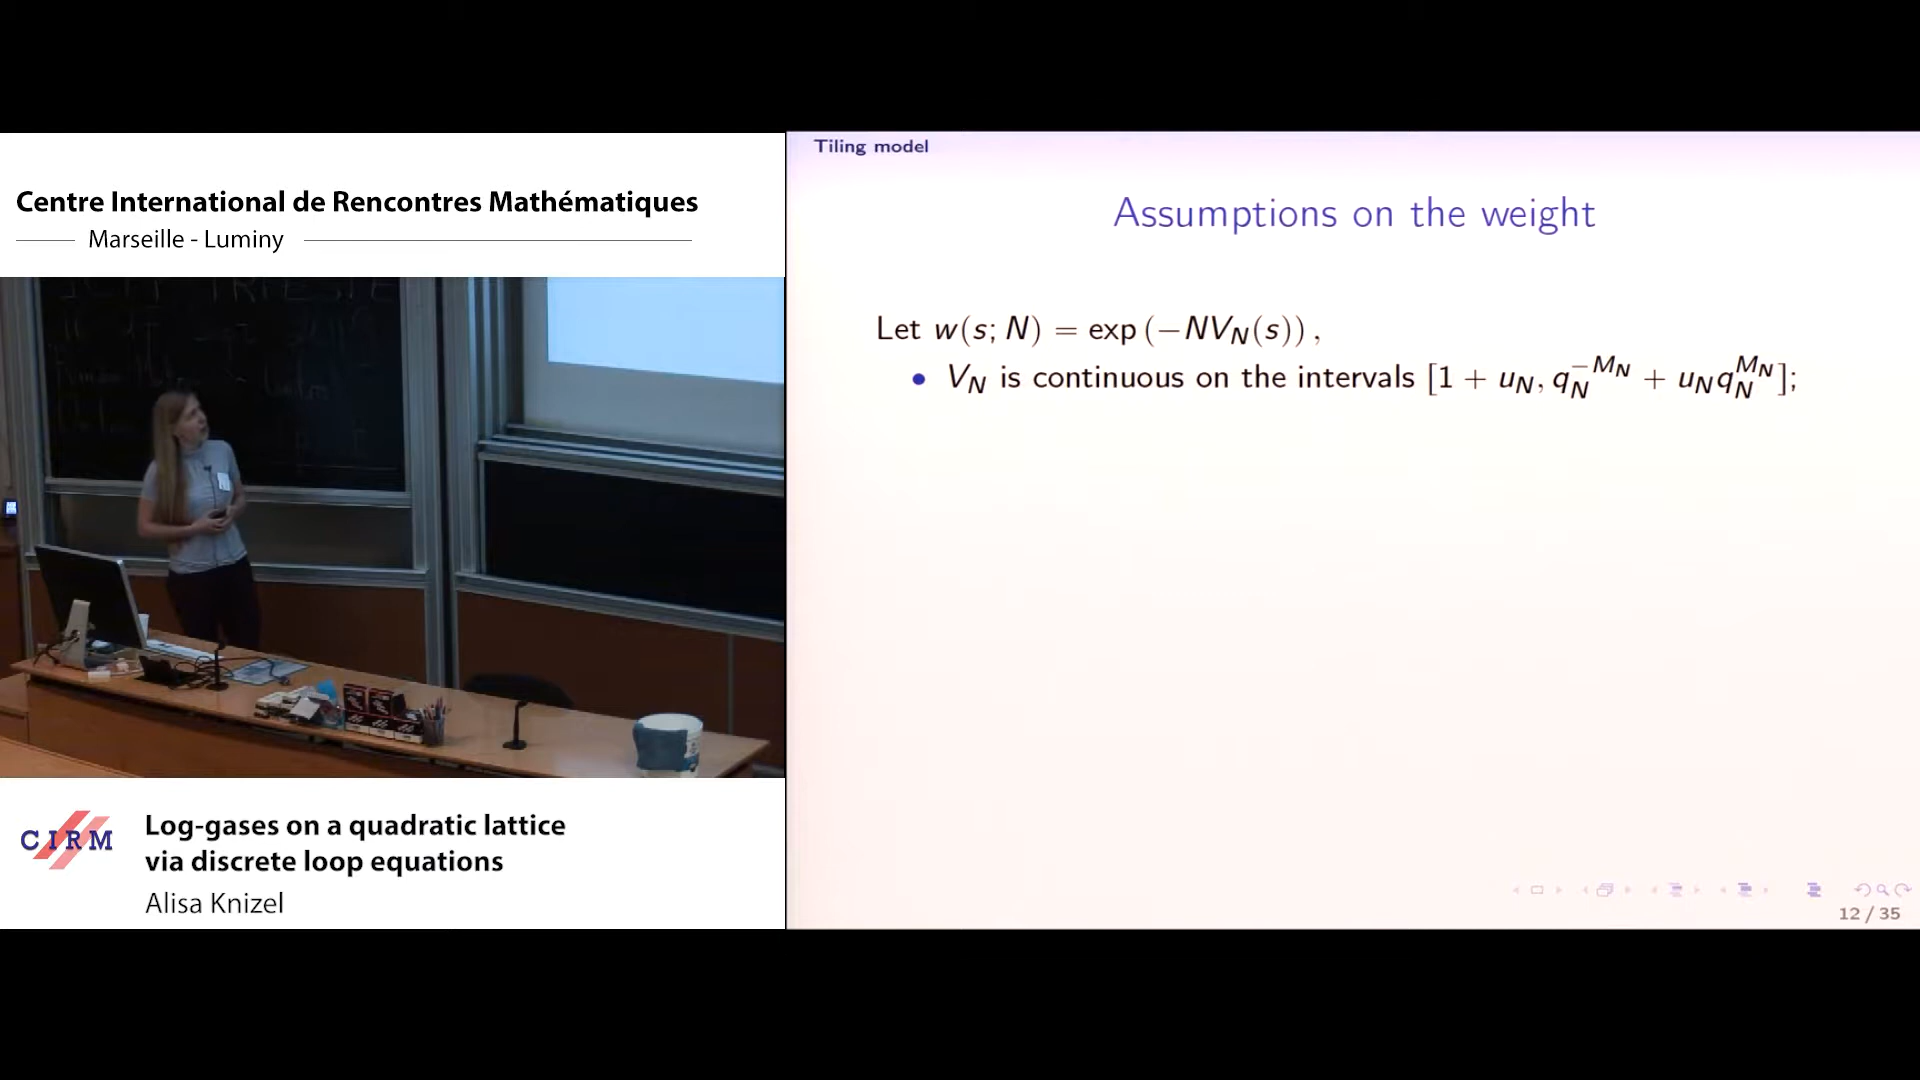 Centre International de Rencontres Mathématiques
Marseille - Luminy
CIRM
Log-gases on a quadratic lattice
via discrete loop equations
Alisa Knizel
Tiling model
Assumptions on the weight
Let w(s; N) = exp (−NV_N(s)) ,
• V_N is continuous on the intervals [1 + u_N, q_N^{−M_N} + u_N q_N^{M_N}];
12 / 35